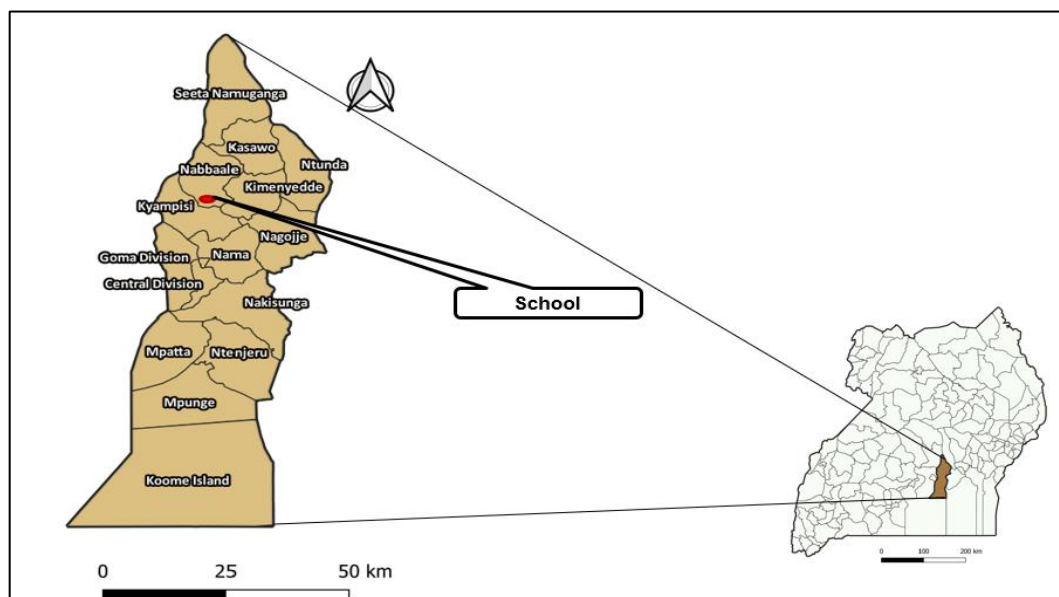 Seeta Namuganga
Kasawo
Ntunda
Nabbaale
Kimenyedde
Kyampisi
Nagojje
Nama
Goma Division
Central Division
Nakisunga
School
Mpatta
Ntenjeru
Mpunge
Koome Island
0 25 50 km
0 100 200 km